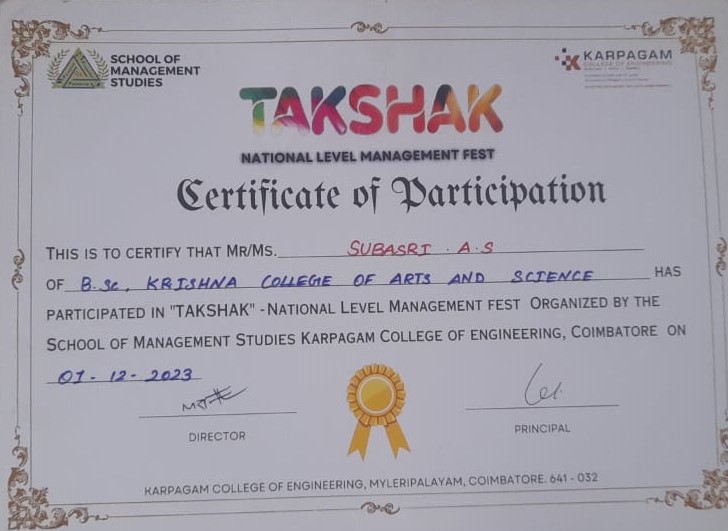 SCHOOL OF
MANAGEMENT
STUDIES
KARPAGAM
COLLEGE OF ENGINEERING
TAKSHAK
NATIONAL LEVEL MANAGEMENT FEST
Certificate of Participation
THIS IS TO CERTIFY THAT MR/MS. SUBASRI . A.S
OF B.Sc, KRISHNA COLLEGE OF ARTS AND SCIENCE HAS
PARTICIPATED IN "TAKSHAK" -NATIONAL LEVEL MANAGEMENT FEST ORGANIZED BY THE
SCHOOL OF MANAGEMENT STUDIES KARPAGAM COLLEGE OF ENGINEERING, COIMBATORE ON
01-12-2023
DIRECTOR
PRINCIPAL
KARPAGAM COLLEGE OF ENGINEERING, MYLERIPALAYAM, COIMBATORE. 641 - 032